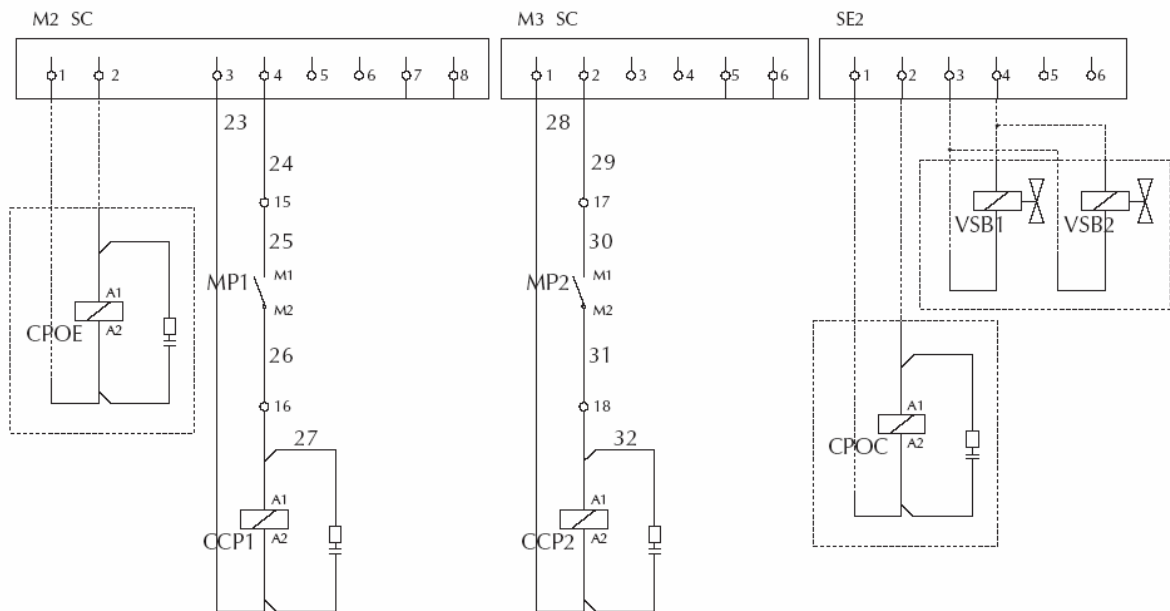 M2 SC M3 SC SE2
1 2 3 4 5 6 7 8 1 2 3 4 5 6 1 2 3 4 5 6
23 28
24 29
15 17
VSB1 VSB2
25 30
MP1 M1 MP2 M1
A1 M2 M2
CPOE A2
26 31
16 18
A1
27 32 CPOC A2
A1 A1
CCP1 A2 CCP2 A2